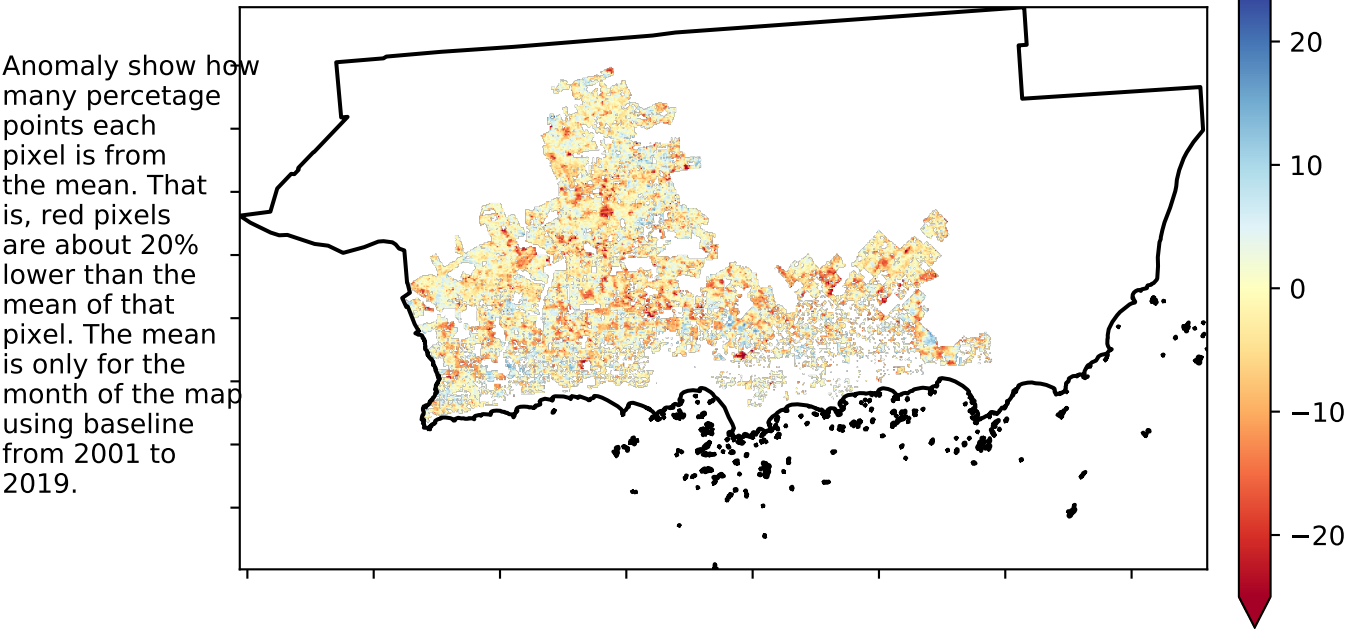 Anomaly show how
many percetage
points each
pixel is from
the mean. That
is, red pixels
are about 20%
lower than the
mean of that
pixel. The mean
is only for the
month of the map
using baseline
from 2001 to
2019.
20
10
0
−10
−20